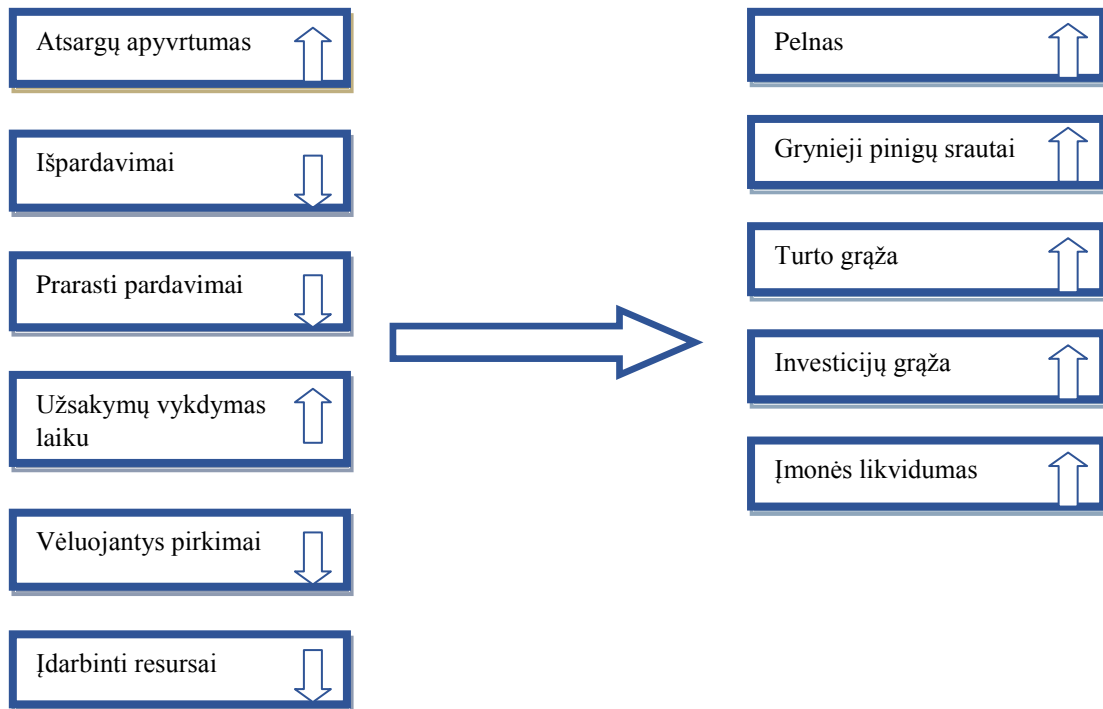 Atsargų apyvrtumas
Išpardavimai
Prarasti pardavimai
Užsakymų vykdymas
laiku
Vėluojantys pirkimai
Įdarbinti resursai
Pelnas
Grynieji pinigų srautai
Turto grąža
Investicijų grąža
Įmonės likvidumas